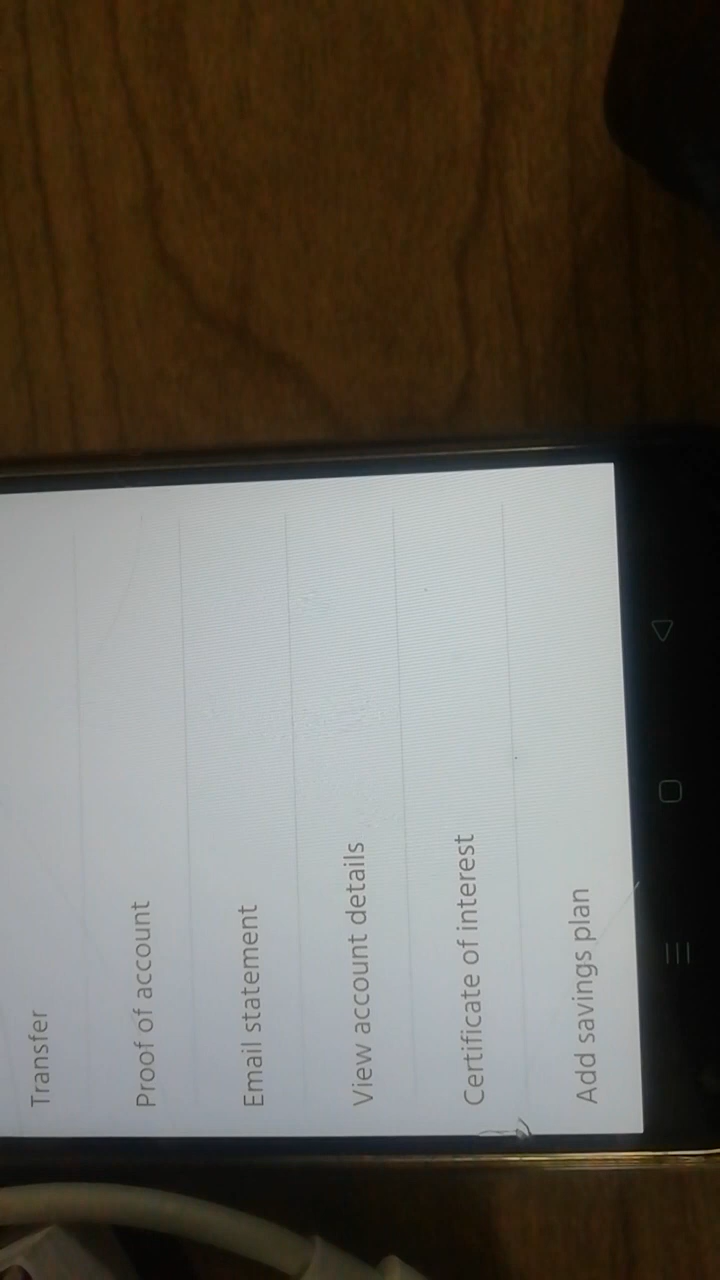 Transfer
Proof of account
Email statement
View account details
Certificate of interest
Add savings plan